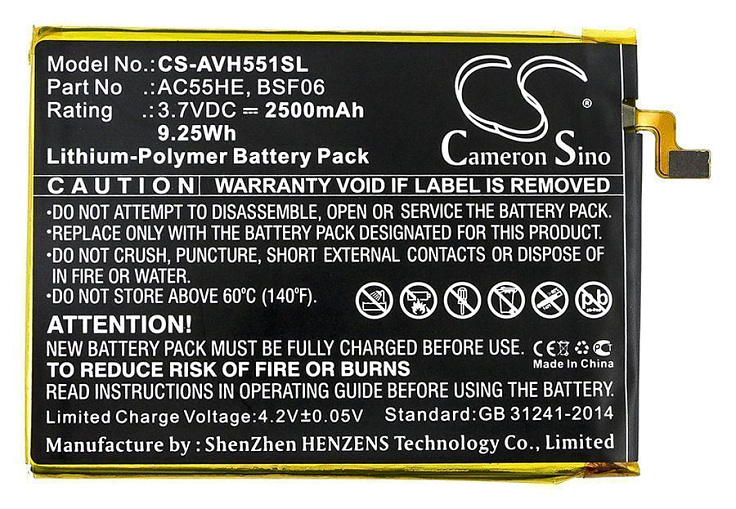 Model No.:CS-AVH551SL
Part No :AC55HE, BSF06
Rating :3.7VDC ⎓ 2500mAh
9.25Wh
Lithium-Polymer Battery Pack
CS
®
Cameron Sino
CAUTION WARRANTY VOID IF LABEL IS REMOVED
•DO NOT ATTEMPT TO DISASSEMBLE, OPEN OR SERVICE THE BATTERY PACK.
•REPLACE ONLY WITH THE BATTERY PACK DESIGNATED FOR THIS PRODUCT.
•DO NOT CRUSH, PUNCTURE, SHORT EXTERNAL CONTACTS OR DISPOSE OF
IN FIRE OR WATER.
•DO NOT STORE ABOVE 60°C (140°F).
ATTENTION!
NEW BATTERY PACK MUST BE FULLY CHARGED BEFORE USE.
TO REDUCE RISK OF FIRE OR BURNS
READ INSTRUCTIONS IN OPERATING GUIDE BEFORE USE.
CE PCT
Made In China
Limited Charge Voltage:4.2V±0.05V Standard:GB 31241-2014
Manufacture by : ShenZhen HENZENS Technology Co., Limited